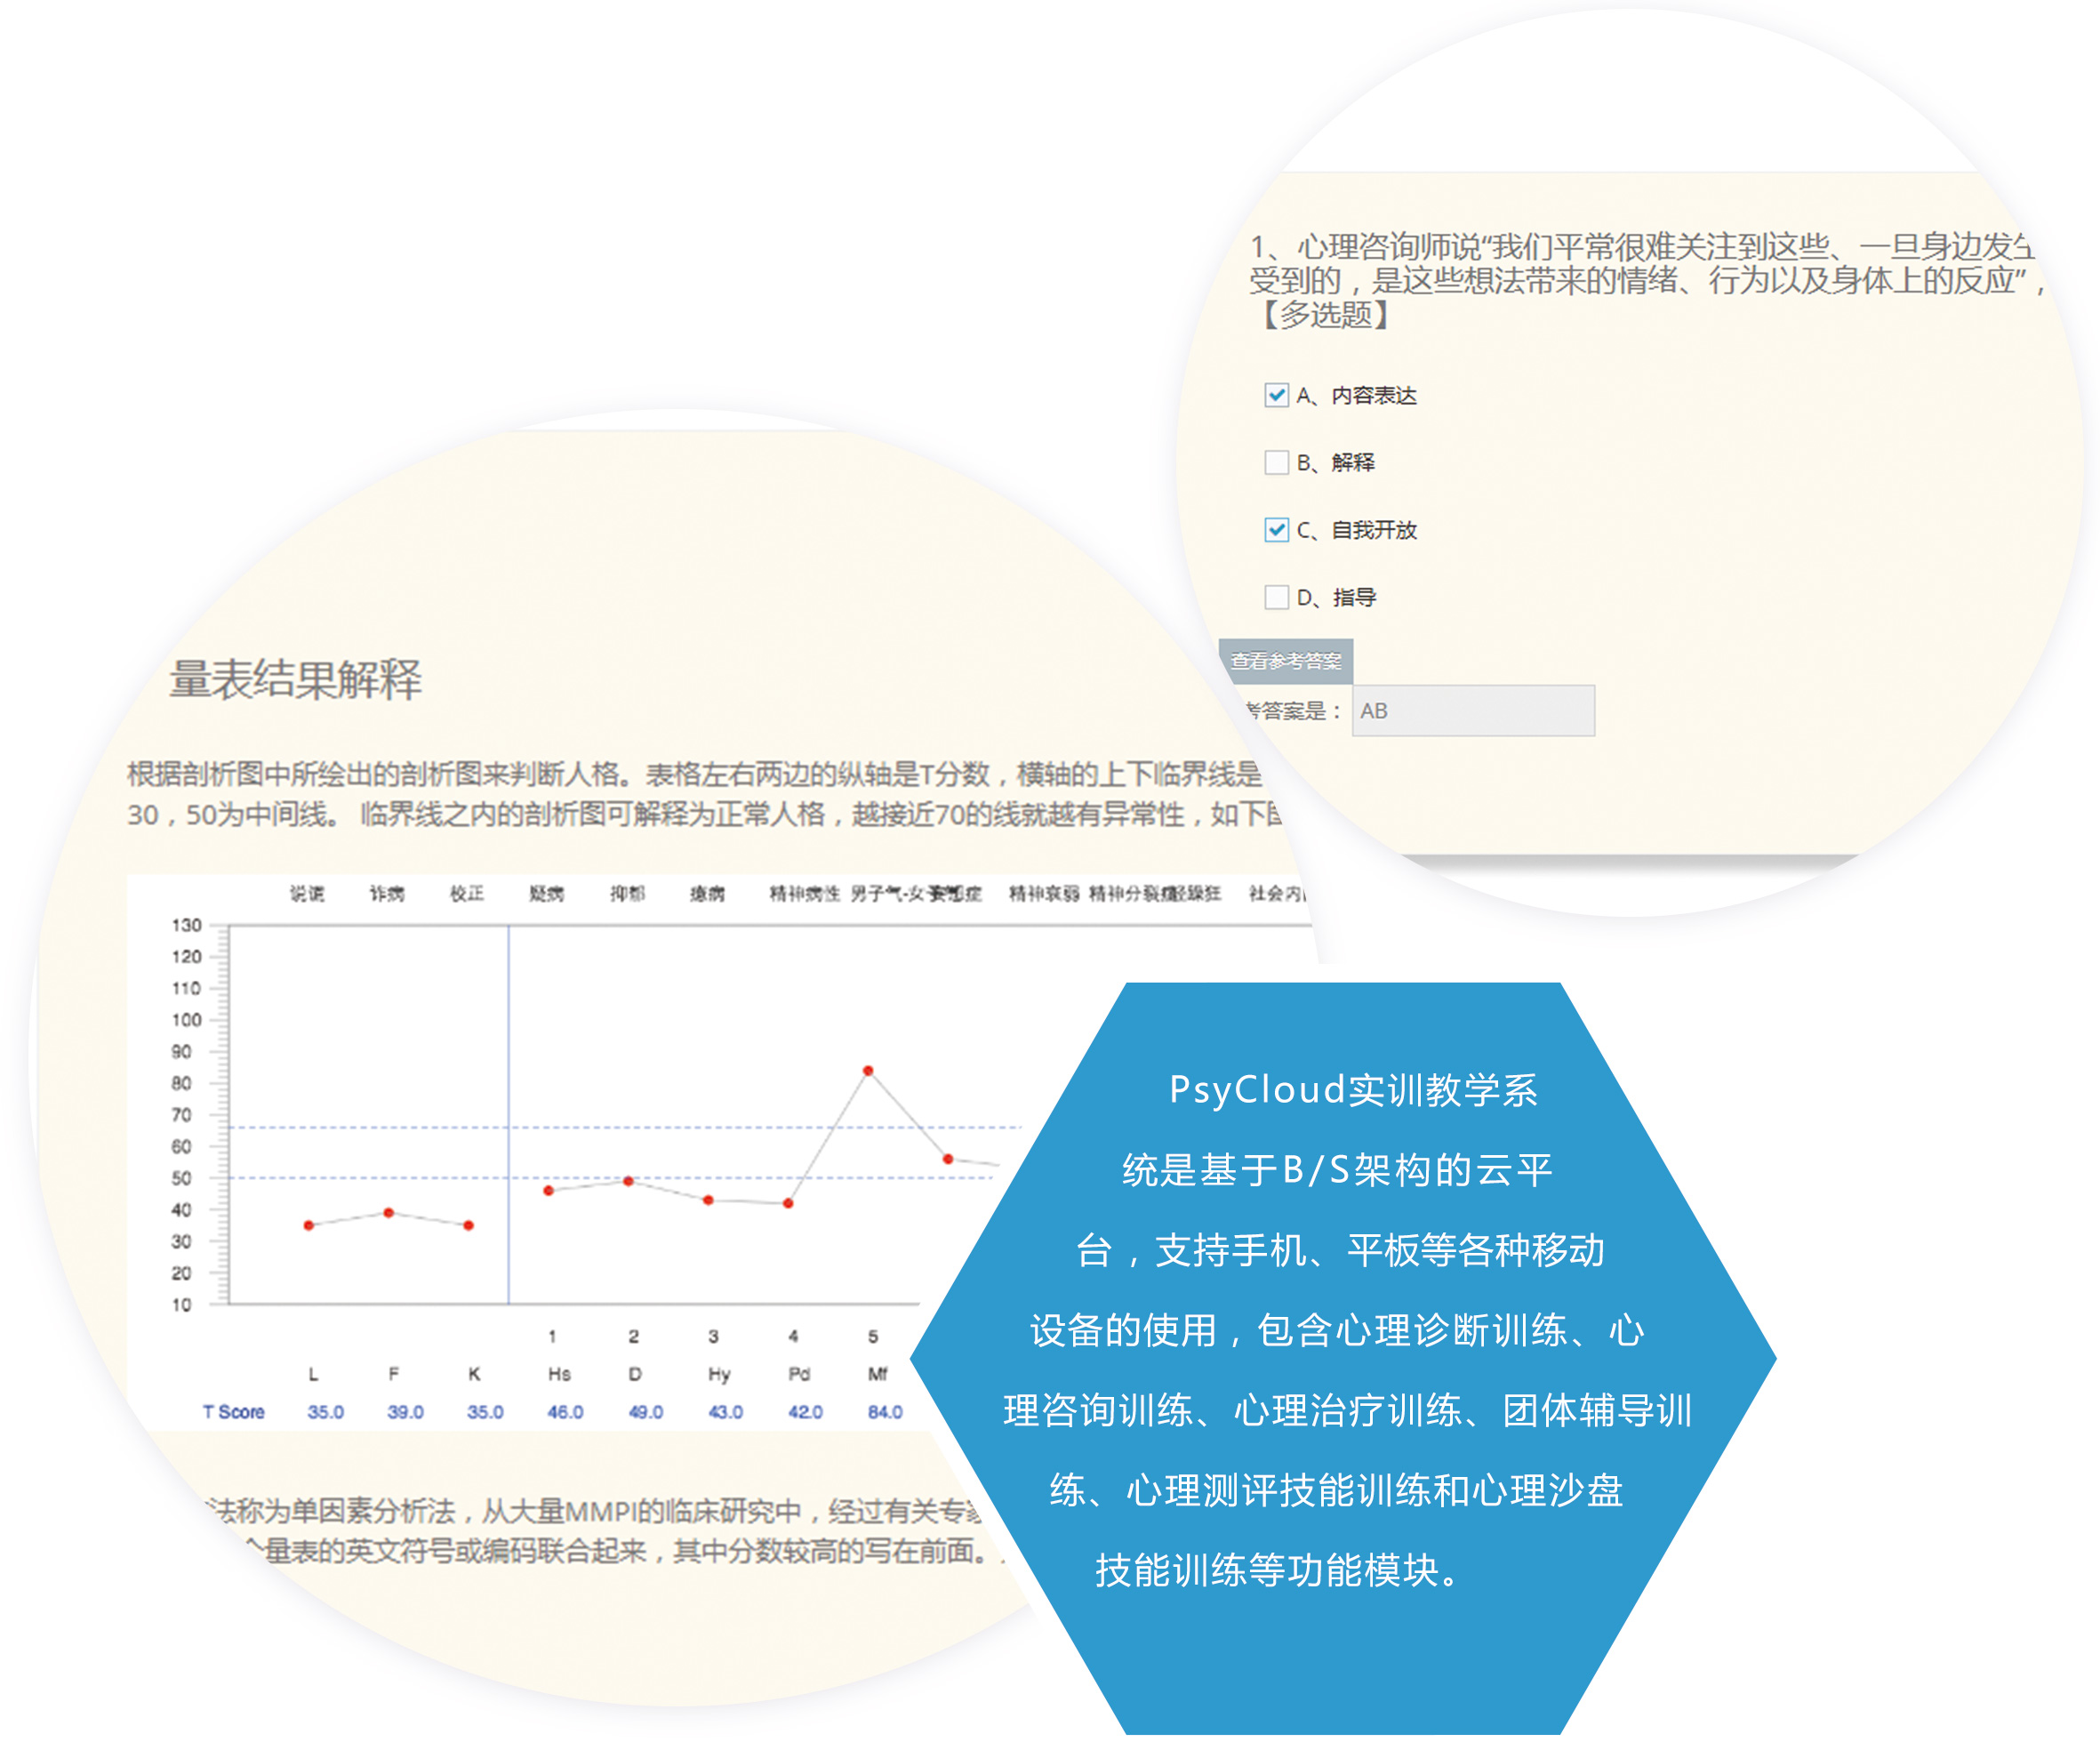 1、心理咨询师说“我们平常很难关注到这些、一旦身边发生
受到的，是这些想法带来的情绪、行为以及身体上的反应”，
【多选题】
A、内容表达
B、解释
C、自我开放
D、指导
查看参考答案
考答案是： AB
量表结果解释
根据剖析图中所绘出的剖析图来判断人格。表格左右两边的纵轴是T分数，横轴的上下临界线是
30，50为中间线。 临界线之内的剖析图可解释为正常人格，越接近70的线就越有异常性，如下图
说谎 诈病 校正 疑病 抑郁 癔病 精神病性 男子气-女子气 妄想症 精神衰弱 精神分裂症 轻躁狂 社会内
130
120
110
100
90
80
70
60
50
40
30
20
10
1 2 3 4 5
L F K Hs D Hy Pd Mf
T Score 35.0 39.0 35.0 46.0 49.0 43.0 42.0 84.0
法称为单因素分析法，从大量MMPI的临床研究中，经过有关专家
个量表的英文符号或编码联合起来，其中分数较高的写在前面。
PsyCloud实训教学系
统是基于B/S架构的云平
台，支持手机、平板等各种移动
设备的使用，包含心理诊断训练、心
理咨询训练、心理治疗训练、团体辅导训
练、心理测评技能训练和心理沙盘
技能训练等功能模块。